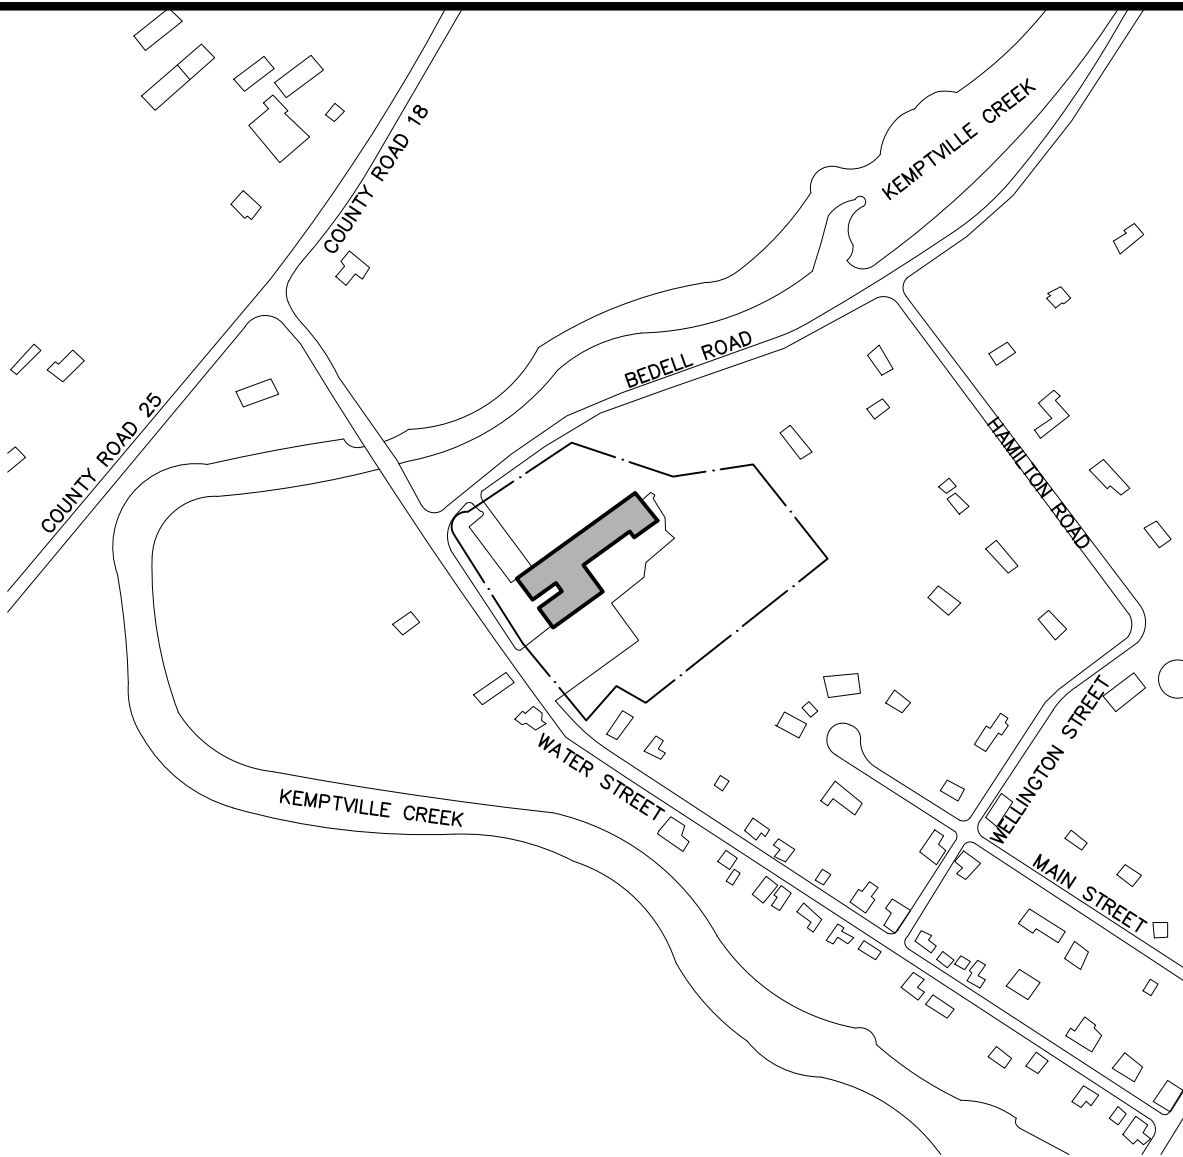 COUNTY ROAD 18
KEMPTVILLE CREEK
BEDELL ROAD
COUNTY ROAD 25
HAMILTON ROAD
WELLINGTON STREET
WATER STREET
KEMPTVILLE CREEK
MAIN STREET